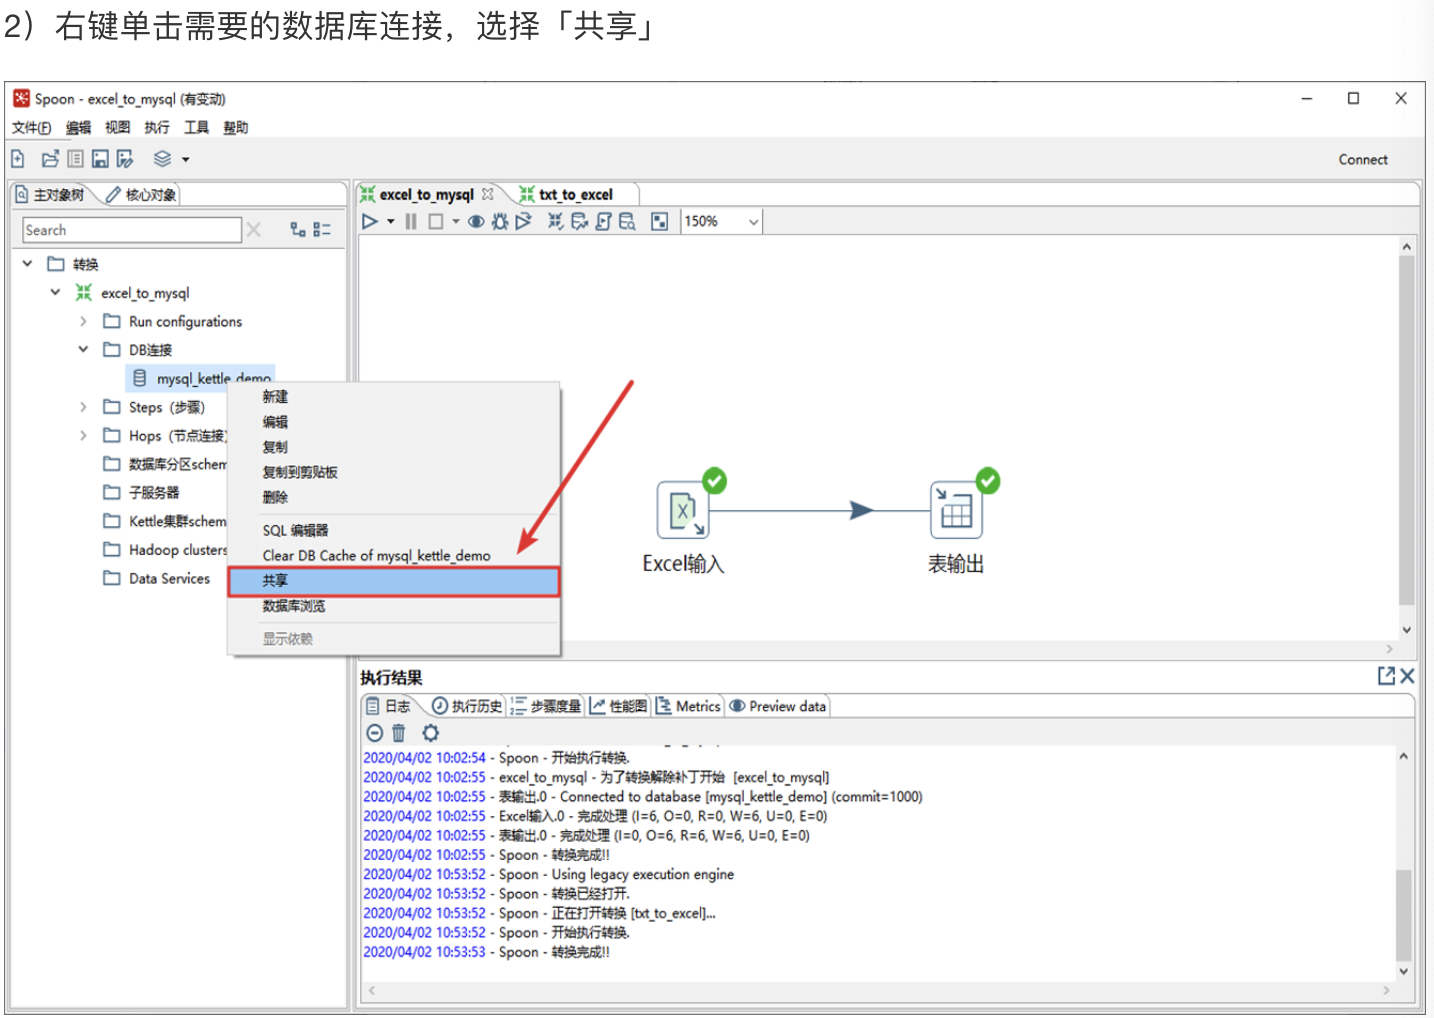 2）右键单击需要的数据库连接，选择「共享」
Spoon - excel_to_mysql (有变动)
文件(F) 编辑 视图 执行 工具 帮助
Connect
主对象树 核心对象
excel_to_mysql txt_to_excel
Search
150%
转换
excel_to_mysql
Run configurations
DB连接
mysql_kettle_demo
Steps（步骤）
Hops（节点连接）
数据库分区schem
子服务器
Kettle集群schem
Hadoop clusters
Data Services
新建
编辑
复制
复制到剪贴板
删除
SQL 编辑器
Clear DB Cache of mysql_kettle_demo
共享
数据库浏览
显示依赖
Excel输入
表输出
执行结果
日志 执行历史 步骤度量 性能图 Metrics Preview data
2020/04/02 10:02:54 - Spoon - 开始执行转换.
2020/04/02 10:02:55 - excel_to_mysql - 为了转换解除补丁开始 [excel_to_mysql]
2020/04/02 10:02:55 - 表输出.0 - Connected to database [mysql_kettle_demo] (commit=1000)
2020/04/02 10:02:55 - Excel输入.0 - 完成处理 (I=6, O=0, R=0, W=6, U=0, E=0)
2020/04/02 10:02:55 - 表输出.0 - 完成处理 (I=0, O=6, R=6, W=6, U=0, E=0)
2020/04/02 10:02:55 - Spoon - 转换完成!!
2020/04/02 10:53:52 - Spoon - Using legacy execution engine
2020/04/02 10:53:52 - Spoon - 转换已经打开.
2020/04/02 10:53:52 - Spoon - 正在打开转换 [txt_to_excel]...
2020/04/02 10:53:52 - Spoon - 开始执行转换.
2020/04/02 10:53:53 - Spoon - 转换完成!!